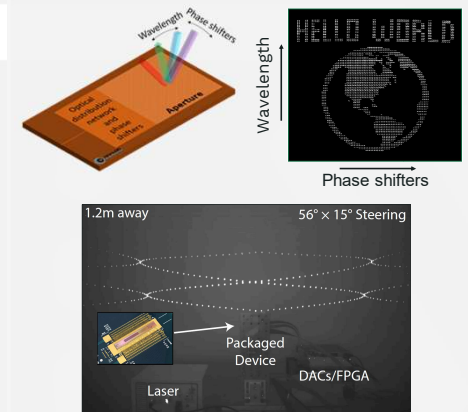 Wavelength
Phase shifters
Optical
distribution
network
and
phase
shifters
Aperture
HELLO WORLD
Wavelength
Phase shifters
1.2m away
56° × 15° Steering
Packaged
Device
DACs/FPGA
Laser